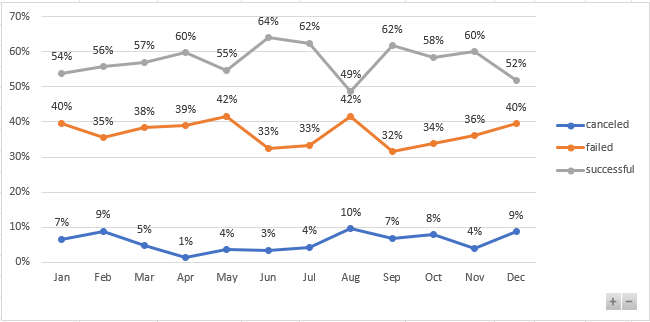 70%
60%
50%
40%
30%
20%
10%
0%
54% 56% 57% 60% 55% 64% 62% 49% 62% 58% 60% 52%
40% 35% 38% 39% 42% 33% 33% 42% 32% 34% 36% 40%
7% 9% 5% 1% 4% 3% 4% 10% 7% 8% 4% 9%
Jan Feb Mar Apr May Jun Jul Aug Sep Oct Nov Dec
canceled
failed
successful
+ −